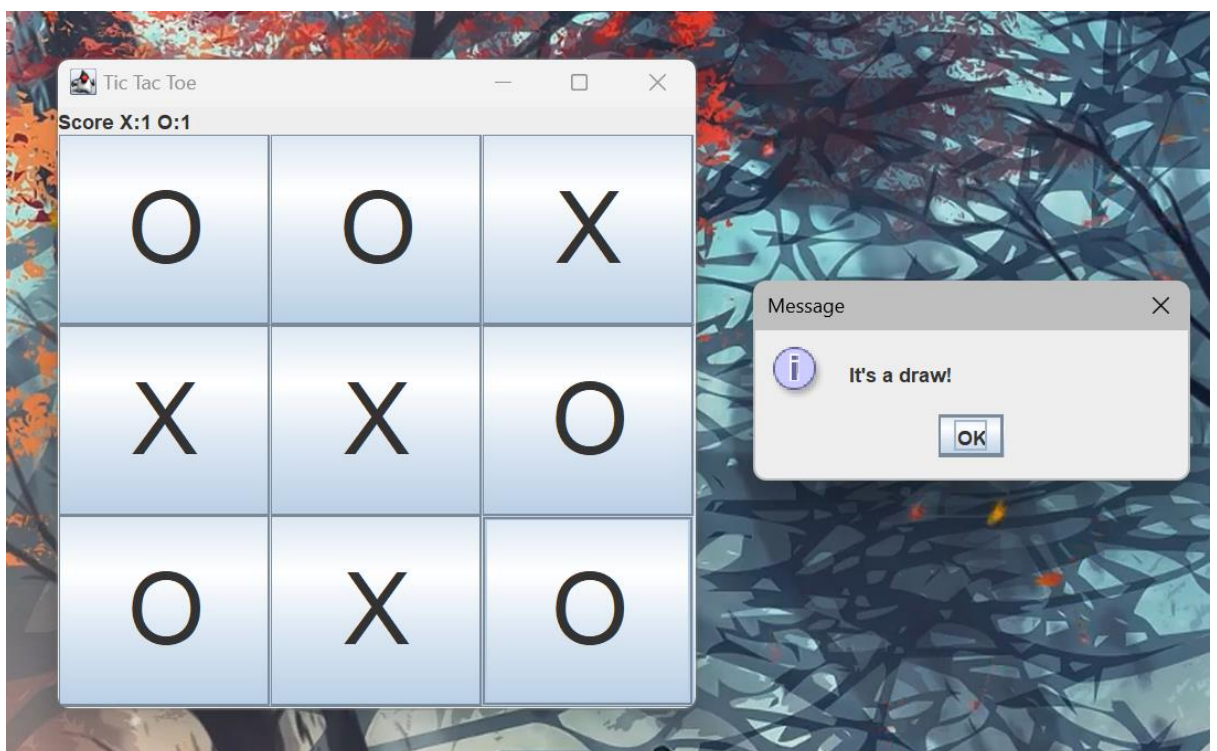 Tic Tac Toe
Score X:1 O:1
O O X
X X O
O X O
Message
i
It's a draw!
OK